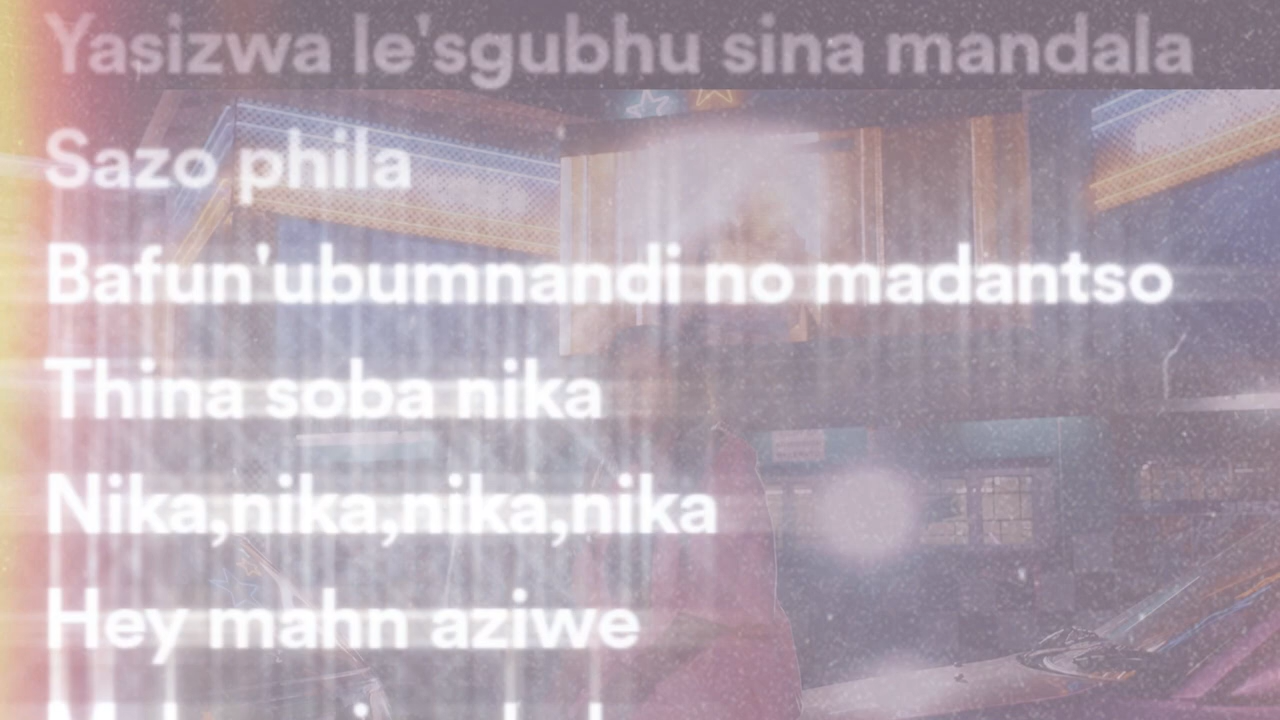 Yasizwa le'sgubhu sina mandala
Sazo phila
Bafun'ubumnandi no madantso
Thina soba nika
Nika,nika,nika,nika
Hey mahn aziwe